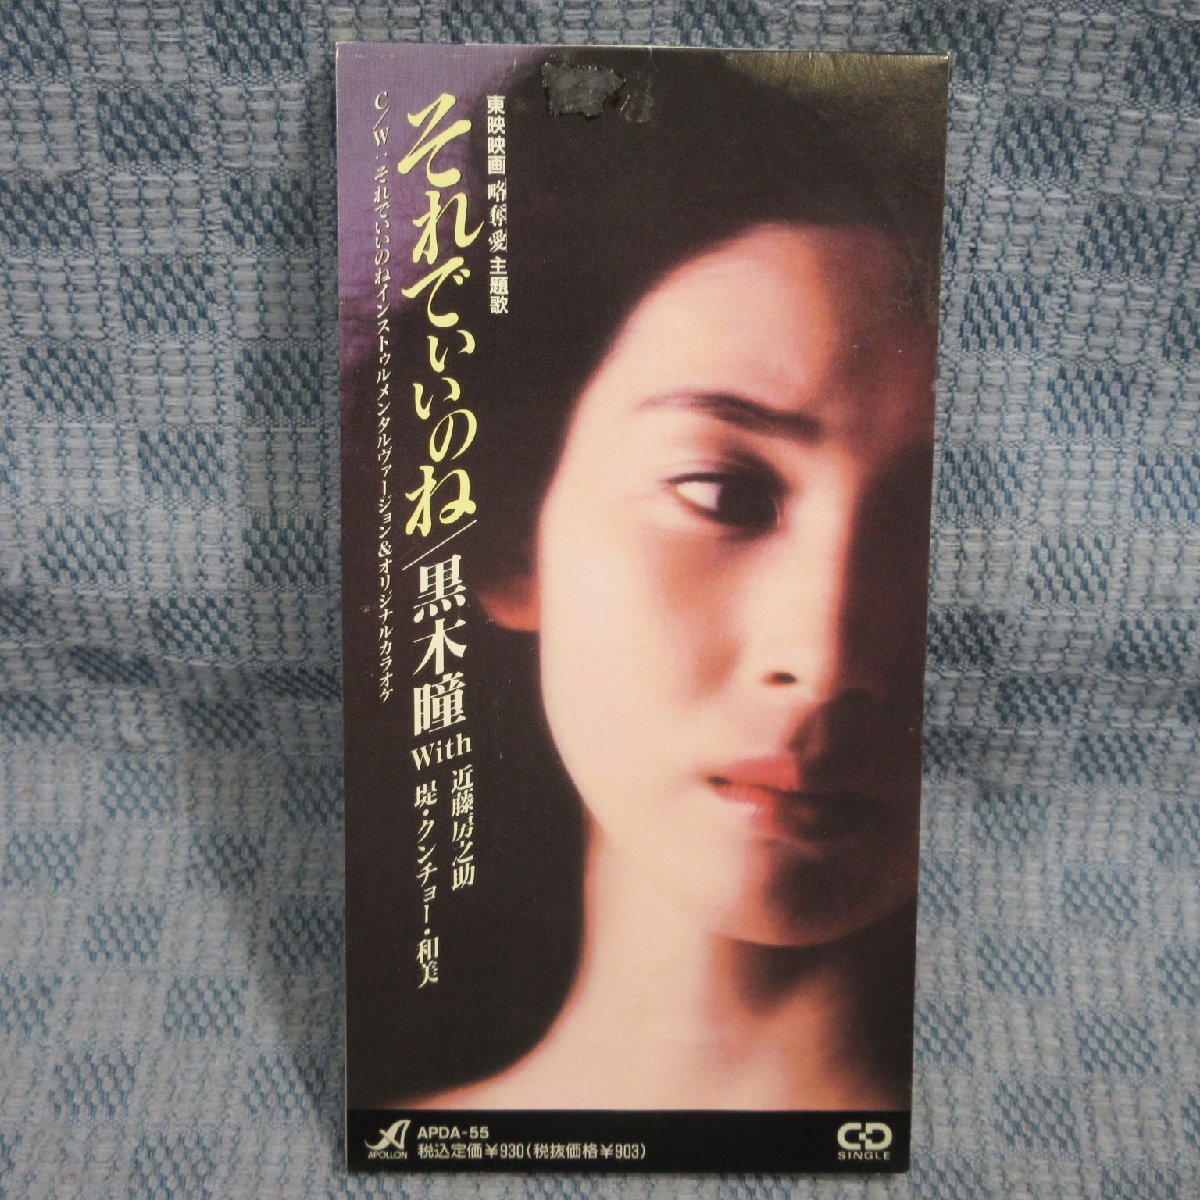 東映映画 略奪愛 主題歌
それでいいのね／黒木瞳 With 近藤房之助
堤・クンチョー・和美
C/W:それでいいのねインストゥルメンタルヴァージョン&オリジナルカラオケ
APOLLON
APDA-55
税込定価¥930(税抜価格¥903)
CD
SINGLE